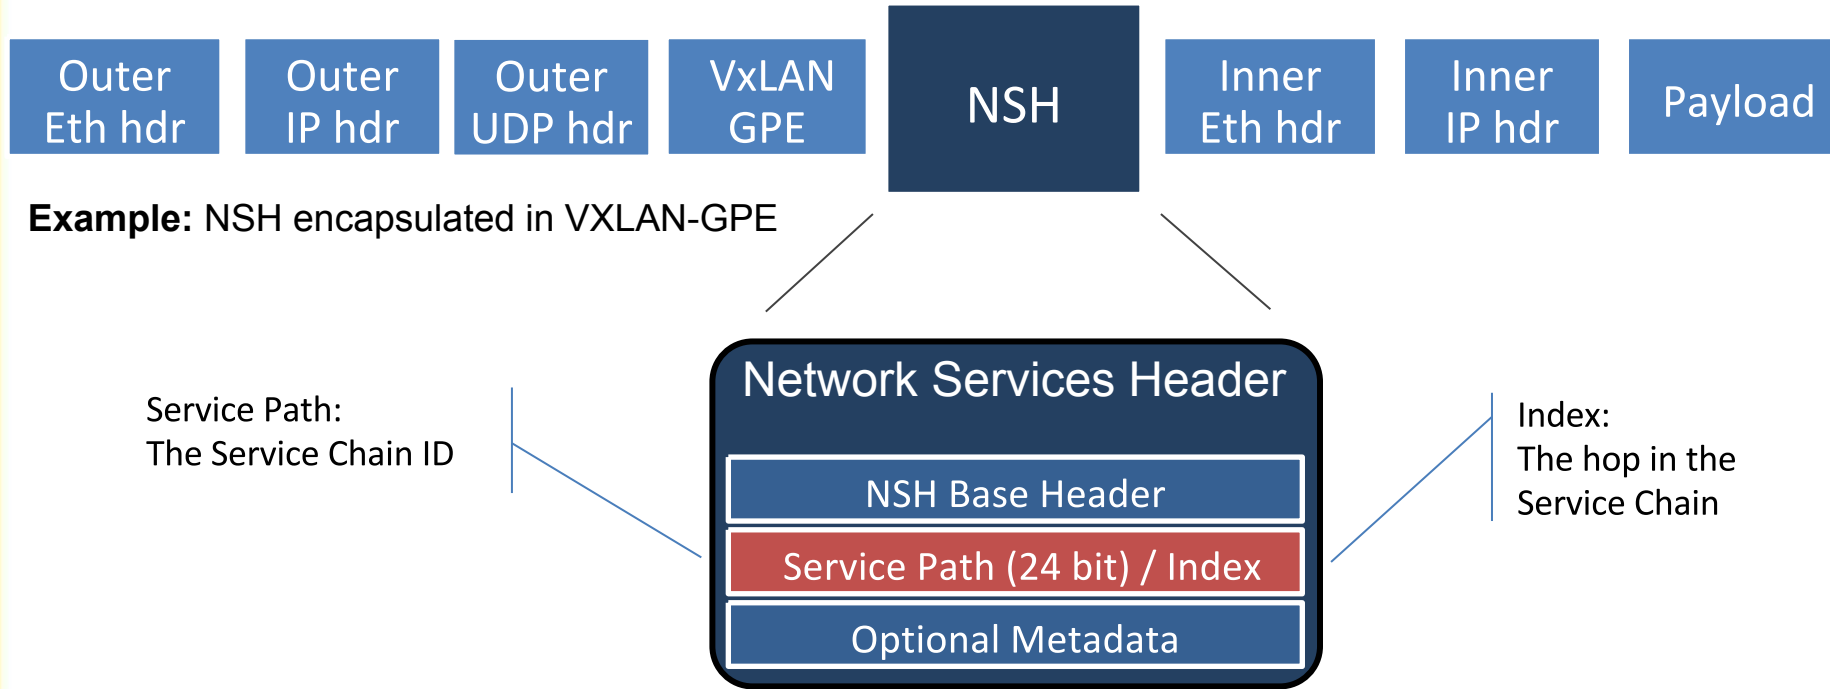 Outer
Eth hdr
Outer
IP hdr
Outer
UDP hdr
VxLAN
GPE
NSH
Inner
Eth hdr
Inner
IP hdr
Payload
Example: NSH encapsulated in VXLAN-GPE
Service Path:
The Service Chain ID
Network Services Header
NSH Base Header
Service Path (24 bit) / Index
Optional Metadata
Index:
The hop in the
Service Chain